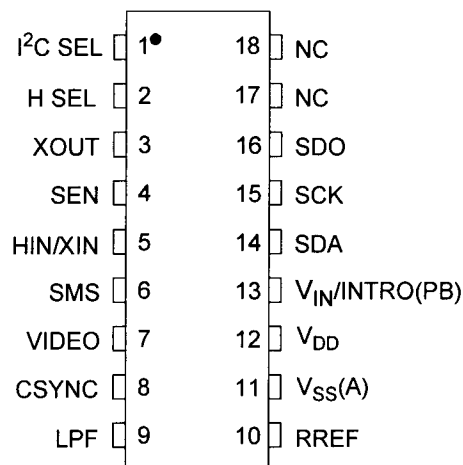 I²C SEL 1 18 NC
H SEL 2 17 NC
XOUT 3 16 SDO
SEN 4 15 SCK
HIN/XIN 5 14 SDA
SMS 6 13 V_IN/INTRO(PB)
VIDEO 7 12 V_DD
CSYNC 8 11 V_SS(A)
LPF 9 10 RREF